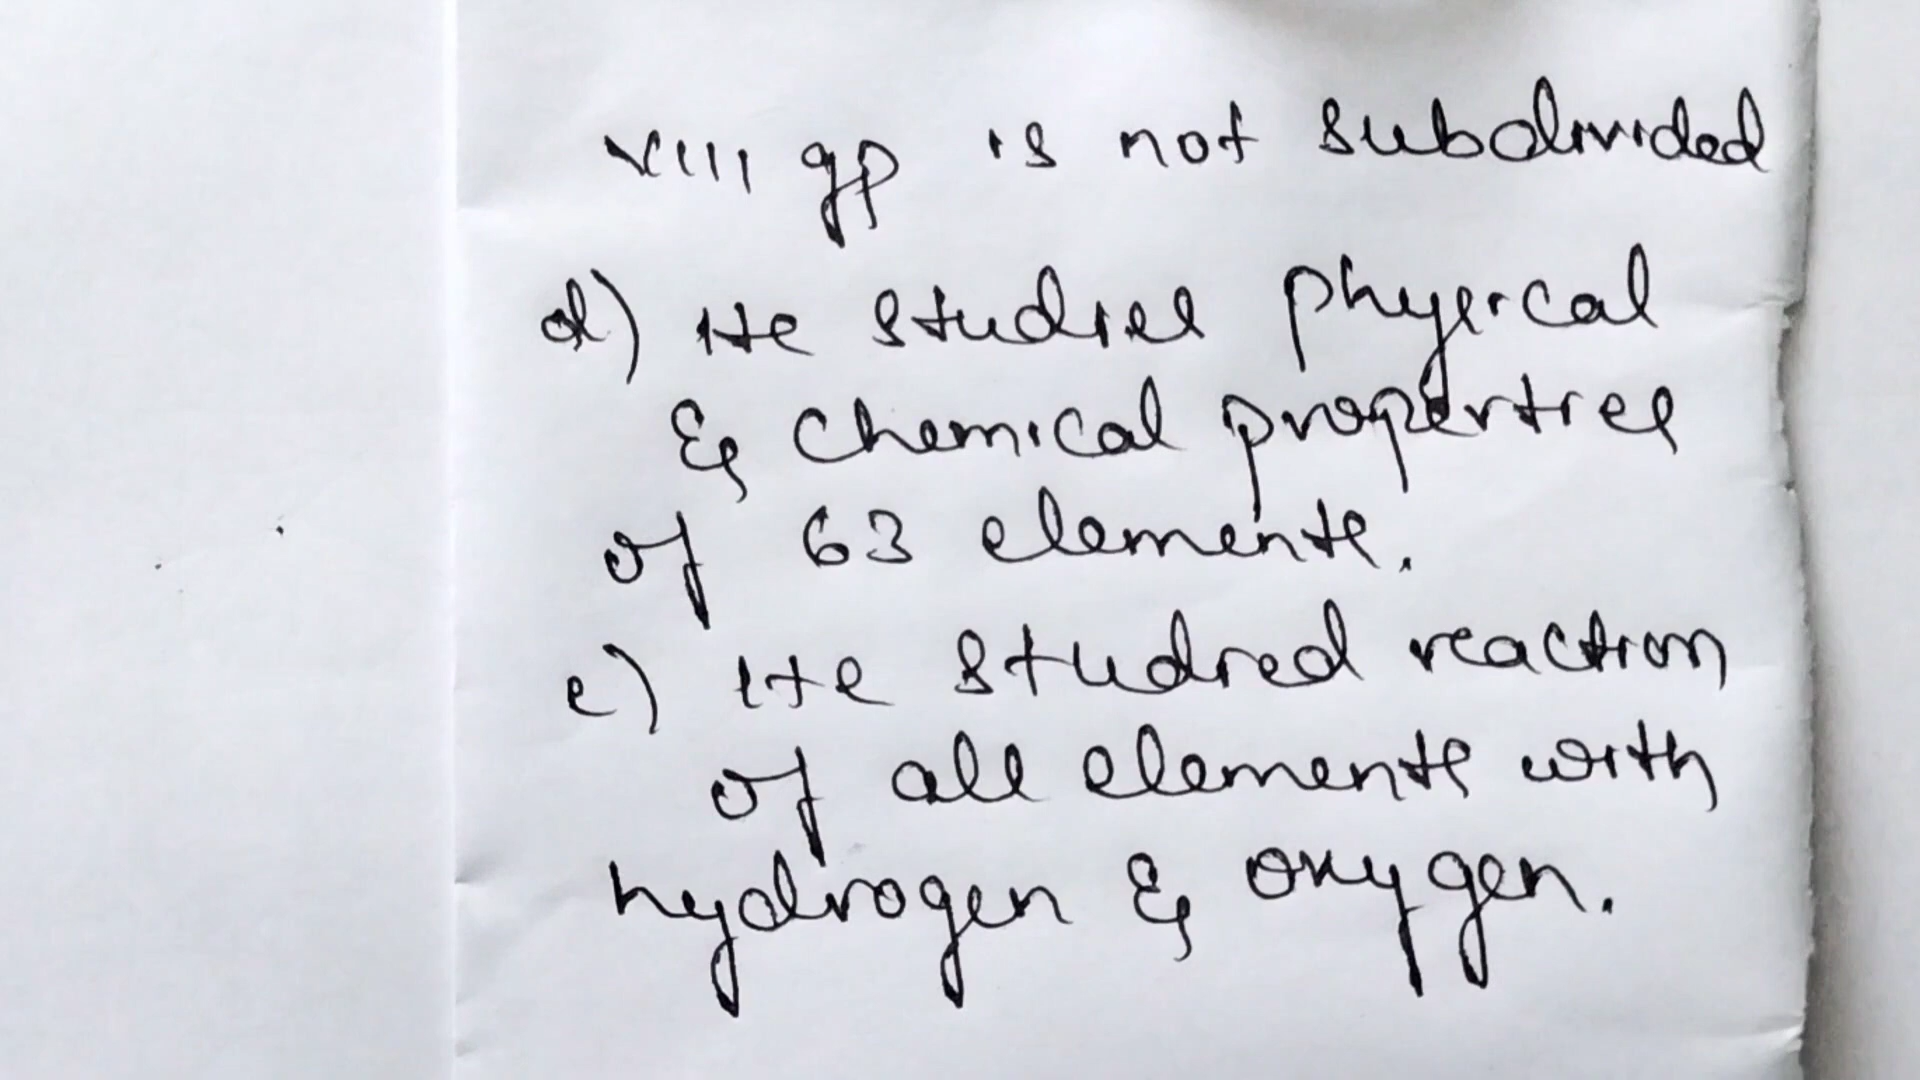 VIII gp is not subdivided
d) He studies physical
& chemical properties
of 63 elements.
e) He studied reaction
of all elements with
hydrogen & oxygen.